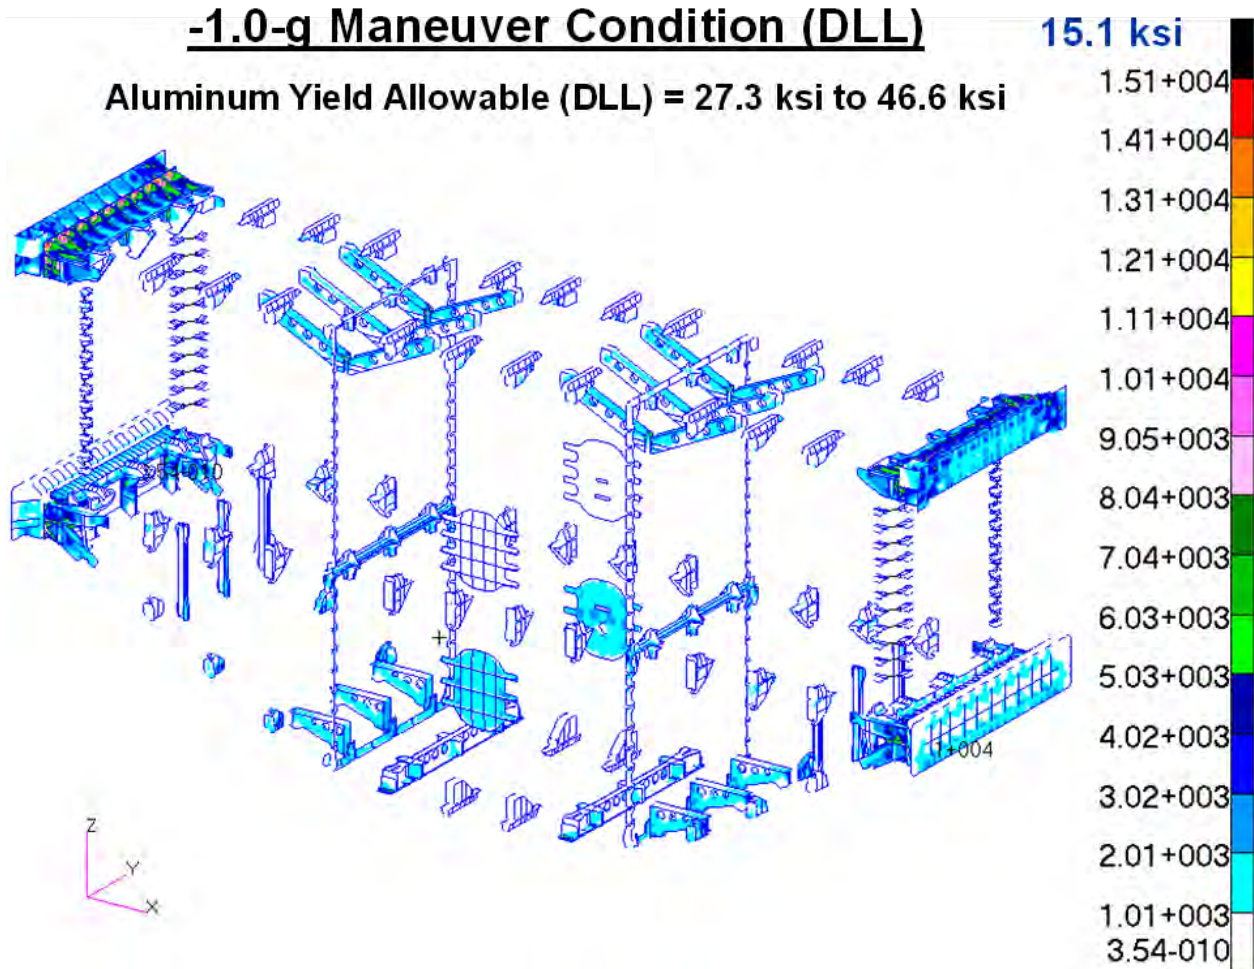 -1.0-g Maneuver Condition (DLL)
15.1 ksi
Aluminum Yield Allowable (DLL) = 27.3 ksi to 46.6 ksi
1.51+004
1.41+004
1.31+004
1.21+004
1.11+004
1.01+004
9.05+003
8.04+003
7.04+003
6.03+003
5.03+003
4.02+003
3.02+003
2.01+003
1.01+003
3.54-010
1+004
Z
Y
X